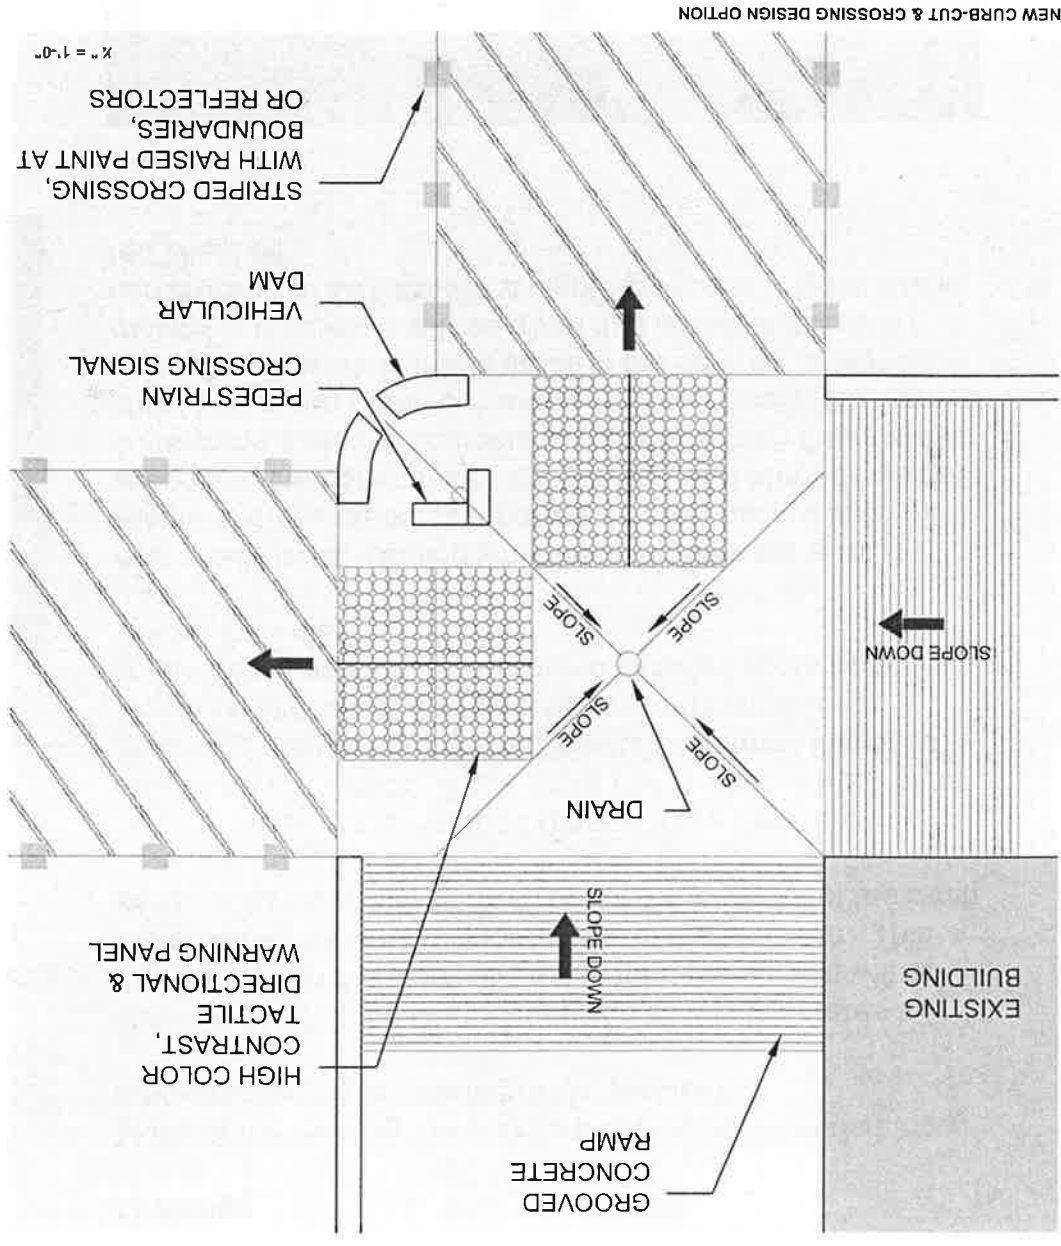 GROOVED
CONCRETE
RAMP
HIGH COLOR
CONTRAST,
TACTILE
DIRECTIONAL &
WARNING PANEL
EXISTING
BUILDING
SLOPE DOWN
DRAIN
SLOPE
SLOPE
SLOPE DOWN
SLOPE
SLOPE
PEDESTRIAN
CROSSING SIGNAL
VEHICULAR
DAM
STRIPED CROSSING,
WITH RAISED PAINT AT
BOUNDARIES,
OR REFLECTORS
¼" = 1'-0"
NEW CURB-CUT & CROSSING DESIGN OPTION